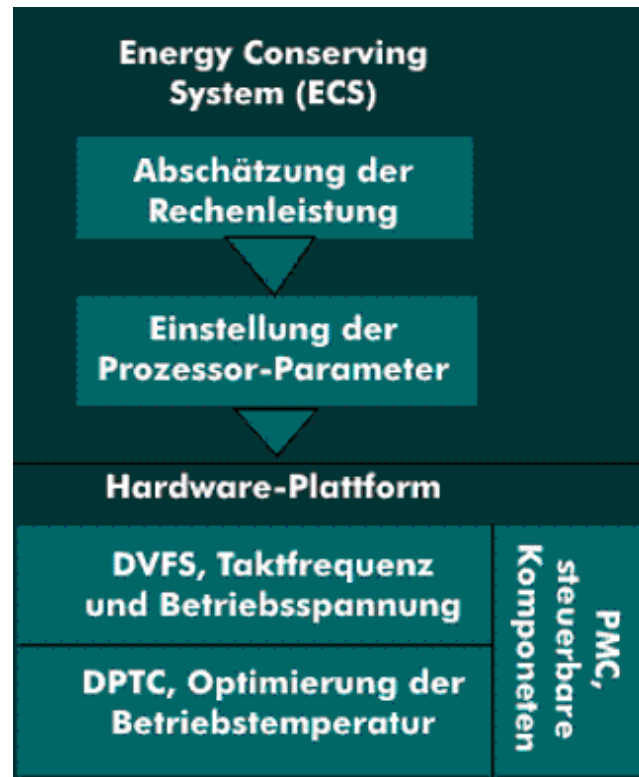 Energy Conserving
System (ECS)
Abschätzung der
Rechenleistung
Einstellung der
Prozessor-Parameter
Hardware-Plattform
DVFS, Taktfrequenz
und Betriebsspannung
DPTC, Optimierung der
Betriebstemperatur
PMC,
steuerbare
Komponeten